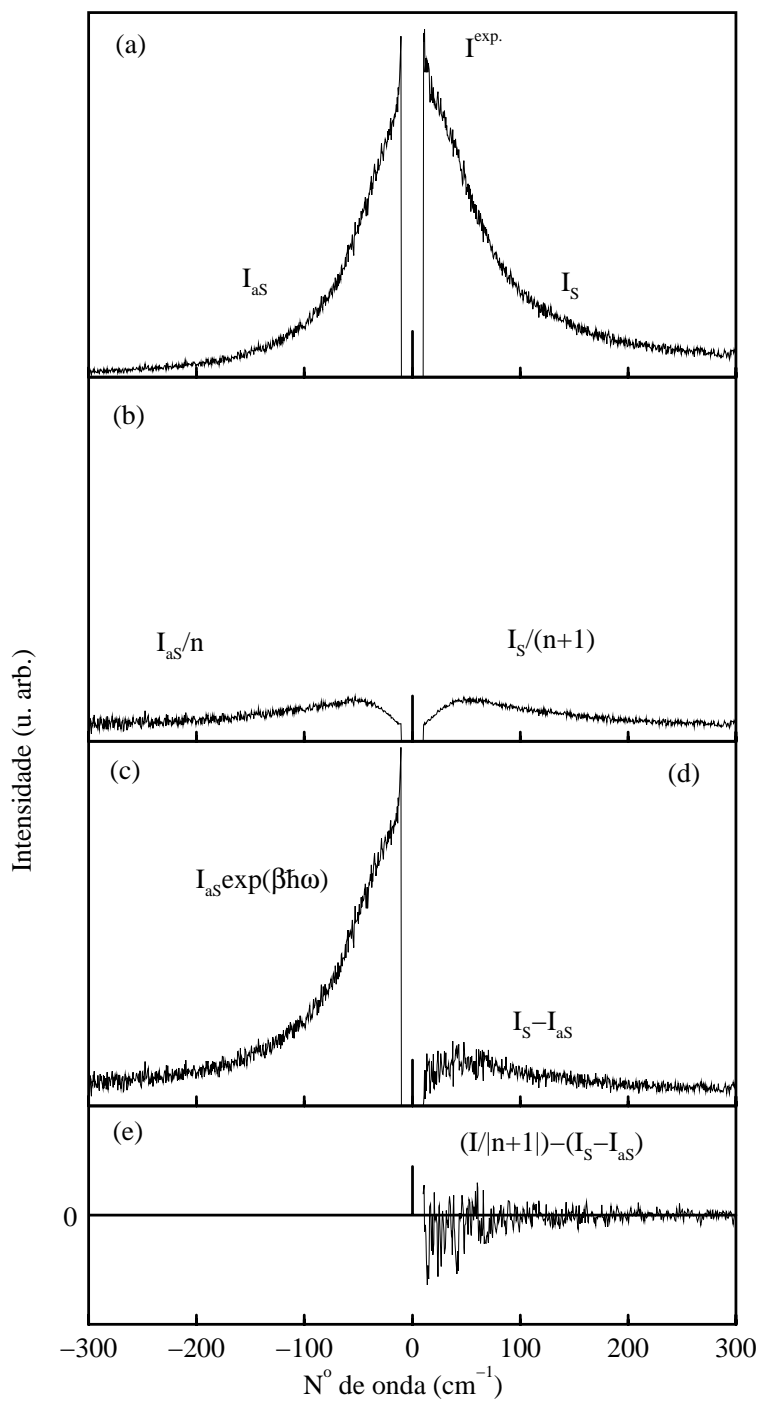 (a)
I^exp.
I_aS
I_S
(b)
I_aS/n
I_S/(n+1)
(c)
(d)
I_aS exp(βħω)
I_S−I_aS
(e)
(I/|n+1|)−(I_S−I_aS)
0
−300 −200 −100 0 100 200 300
Nº de onda (cm⁻¹)
Intensidade (u. arb.)